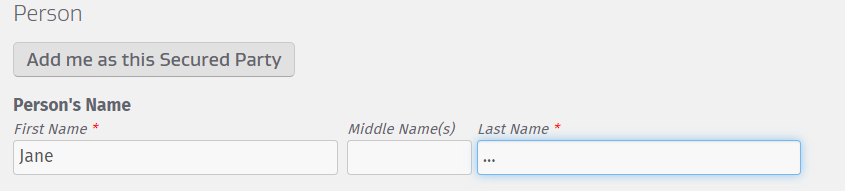 Person
Add me as this Secured Party
Person's Name
First Name * Middle Name(s) Last Name *
Jane ...